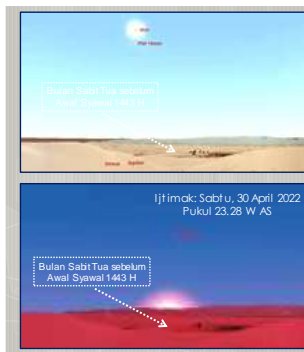 Bulan Sabit Tua sebelum
Awal Syawal 1443 H
Ijtimak: Sabtu, 30 April 2022
Pukul 23.28 W AS
Bulan Sabit Tua sebelum
Awal Syawal 1443 H